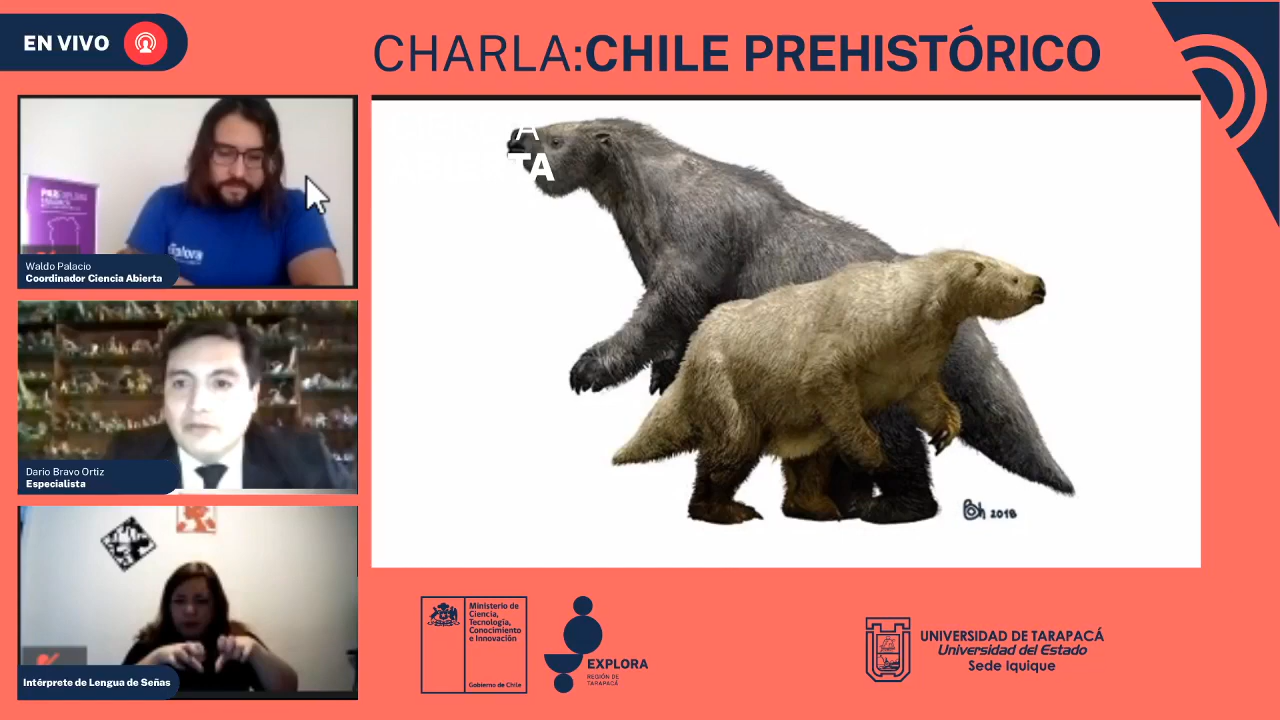 EN VIVO
CHARLA:CHILE PREHISTÓRICO
Waldo Palacio
Coordinador Ciencia Abierta
Dario Bravo Ortiz
Especialista
Intérprete de Lengua de Señas
2018
Ministerio de
Ciencia,
Tecnología,
Conocimiento
e Innovación
Gobierno de Chile
EXPLORA
REGIÓN DE
TARAPACÁ
UNIVERSIDAD DE TARAPACÁ
Universidad del Estado
Sede Iquique